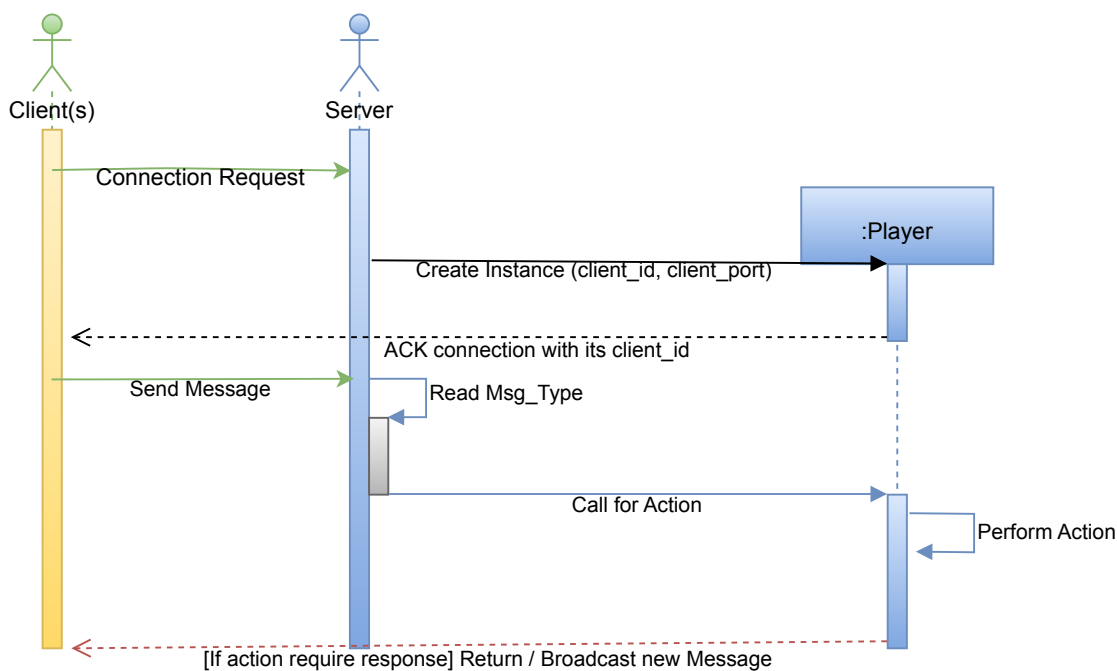 Client(s)
Server
Connection Request
:Player
Create Instance (client_id, client_port)
ACK connection with its client_id
Send Message
Read Msg_Type
Call for Action
Perform Action
[If action require response] Return / Broadcast new Message